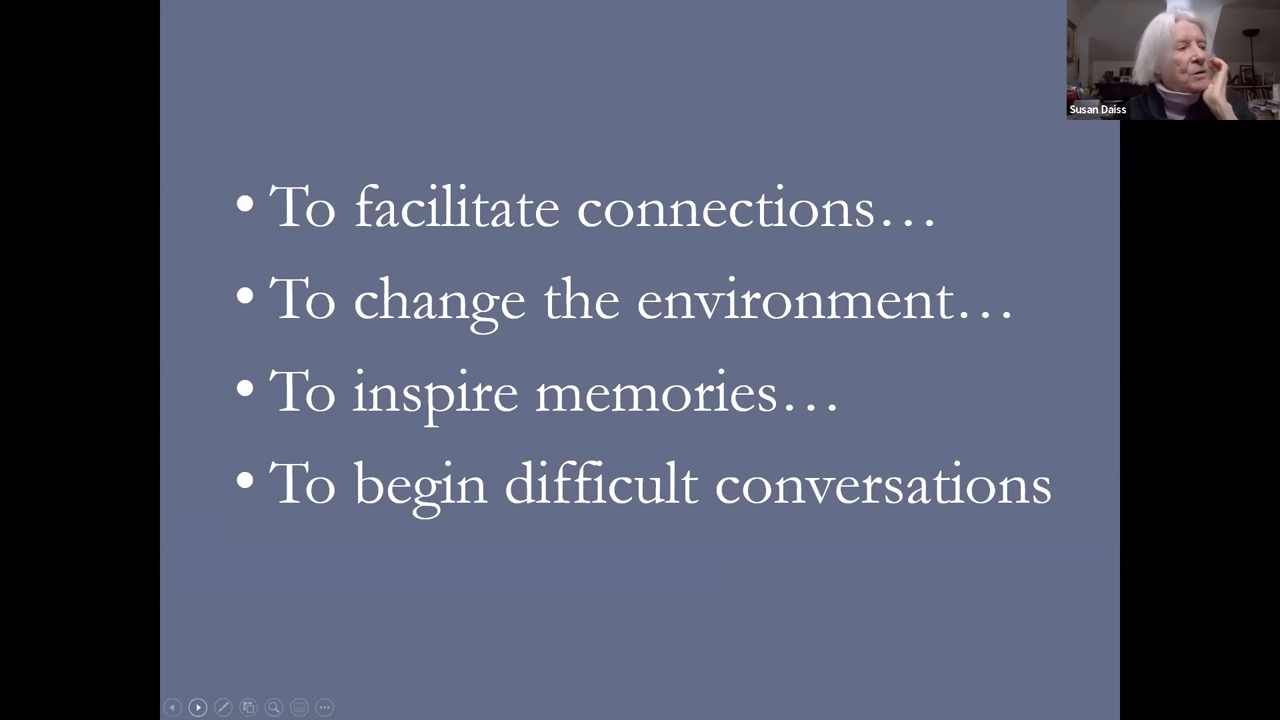 Susan Daiss
• To facilitate connections…
• To change the environment…
• To inspire memories…
• To begin difficult conversations